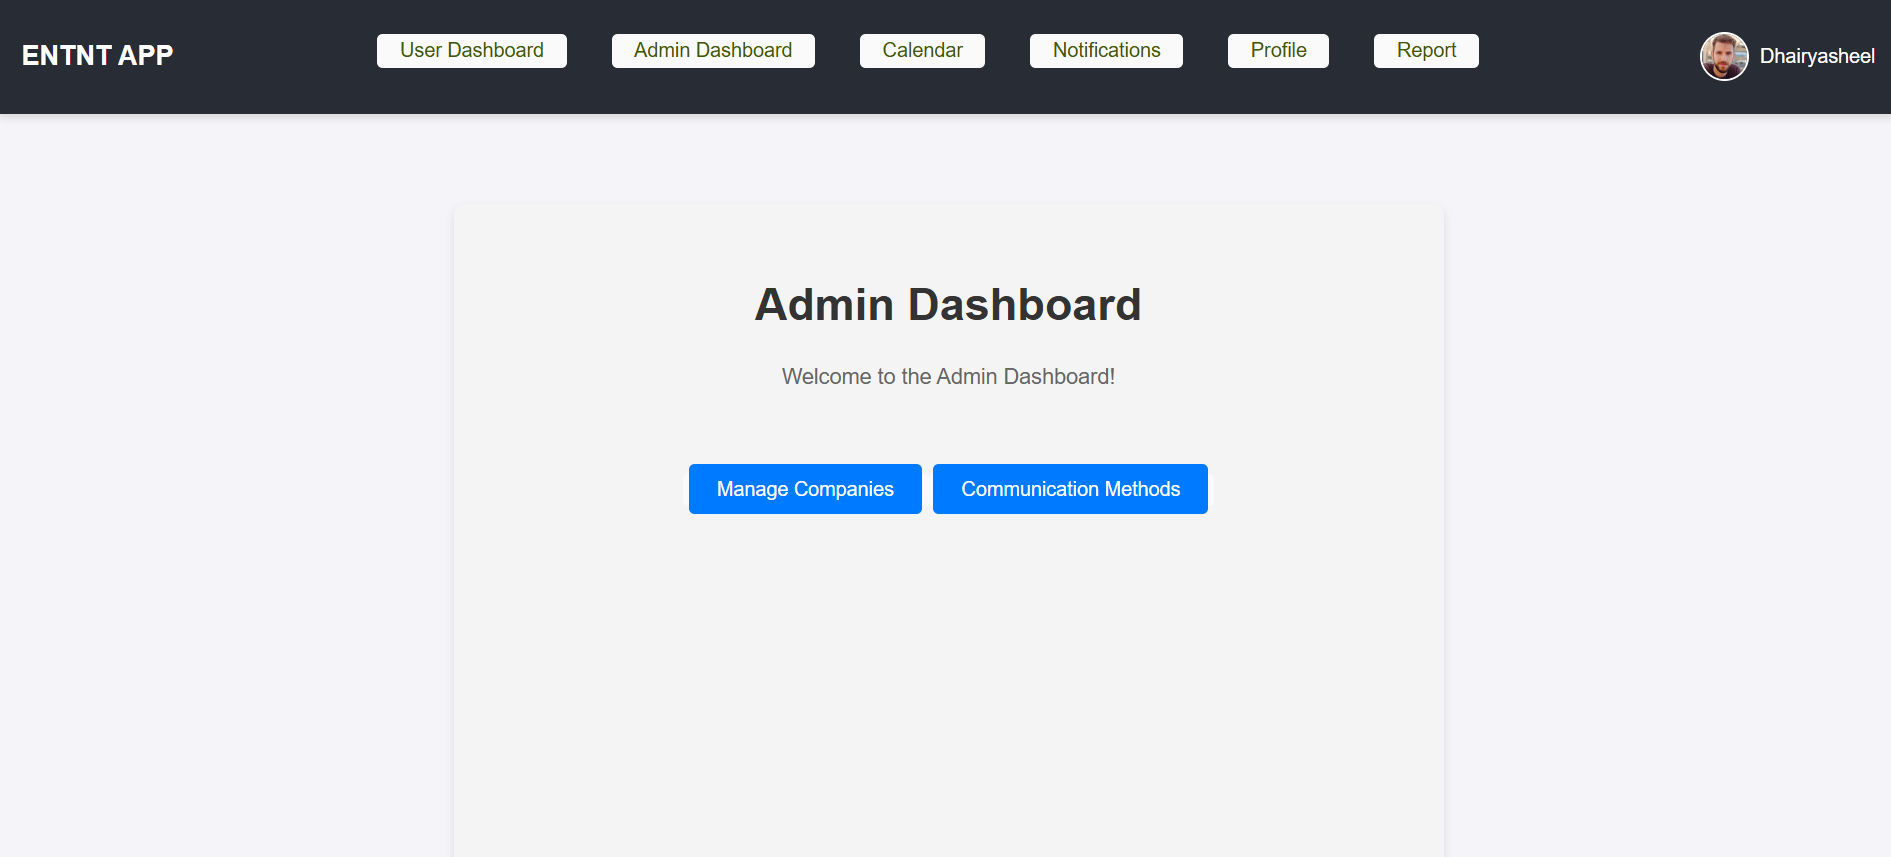 ENTNT APP
User Dashboard
Admin Dashboard
Calendar
Notifications
Profile
Report
Dhairyasheel
Admin Dashboard
Welcome to the Admin Dashboard!
Manage Companies
Communication Methods